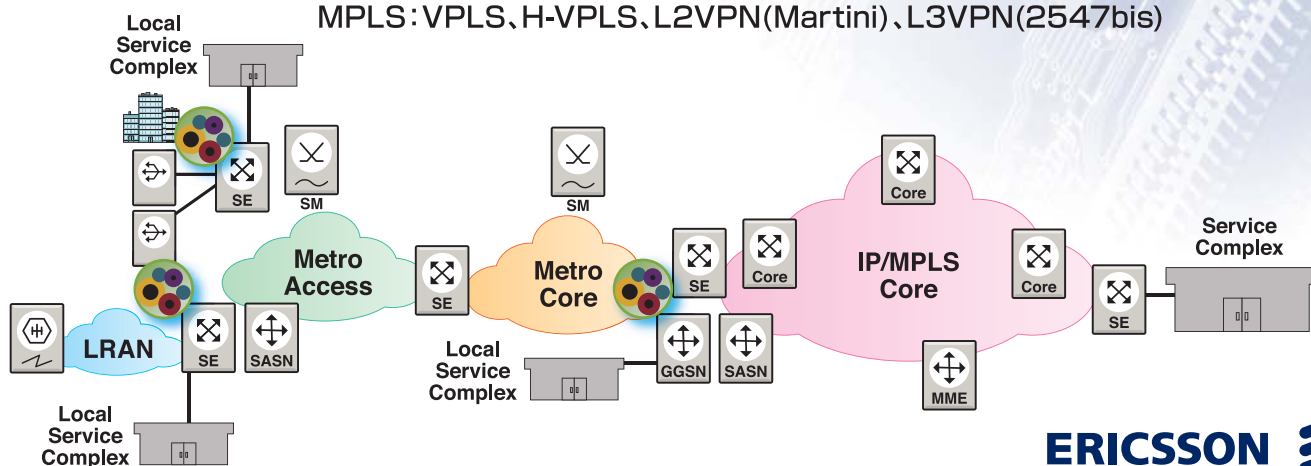 MPLS：VPLS、H-VPLS、L2VPN(Martini)、L3VPN(2547bis)
Local
Service
Complex
SE
SM
SM
Core
Metro
Access
SE
Metro
Core
SE
Core
IP/MPLS
Core
Core
SE
Service
Complex
LRAN
SE
SASN
Local
Service
Complex
GGSN
SASN
MME
Local
Service
Complex
ERICSSON